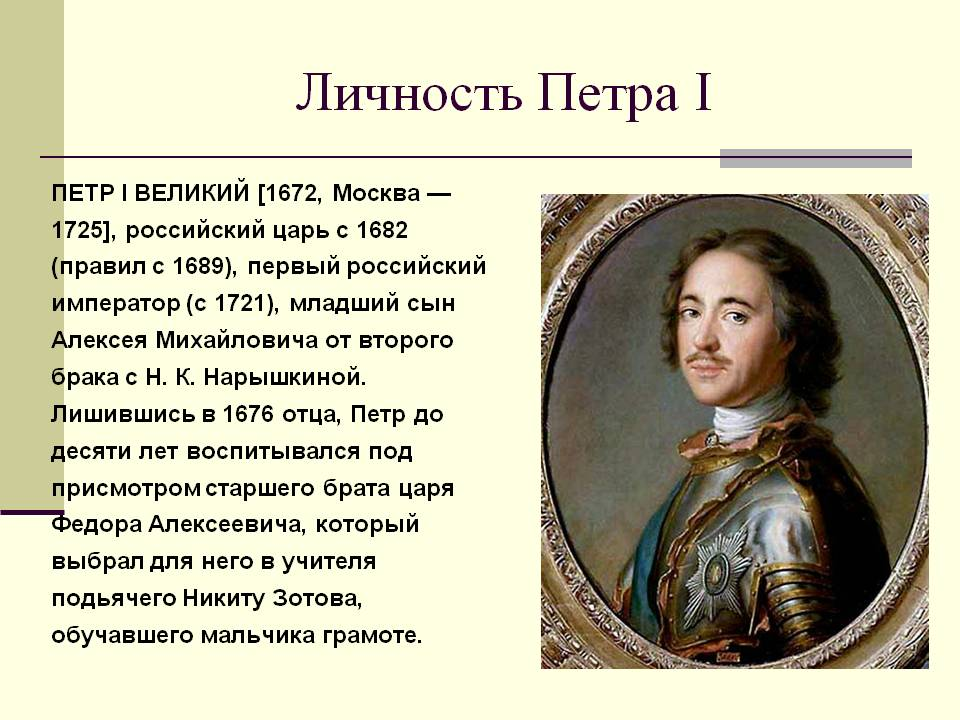 Личность Петра I
ПЕТР I ВЕЛИКИЙ [1672, Москва —
1725], российский царь с 1682
(правил с 1689), первый российский
император (с 1721), младший сын
Алексея Михайловича от второго
брака с Н. К. Нарышкиной.
Лишившись в 1676 отца, Петр до
десяти лет воспитывался под
присмотром старшего брата царя
Федора Алексеевича, который
выбрал для него в учителя
подьячего Никиту Зотова,
обучавшего мальчика грамоте.